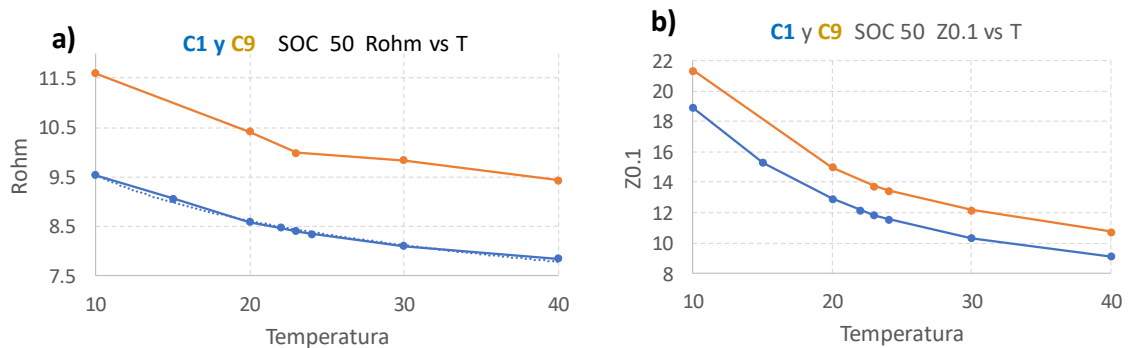 a)
C1 y C9 SOC 50 Rohm vs T
Rohm
11.5
10.5
9.5
8.5
7.5
10 20 30 40
Temperatura
b)
C1 y C9 SOC 50 Z0.1 vs T
Z0.1
22
20
18
16
14
12
10
8
10 20 30 40
Temperatura